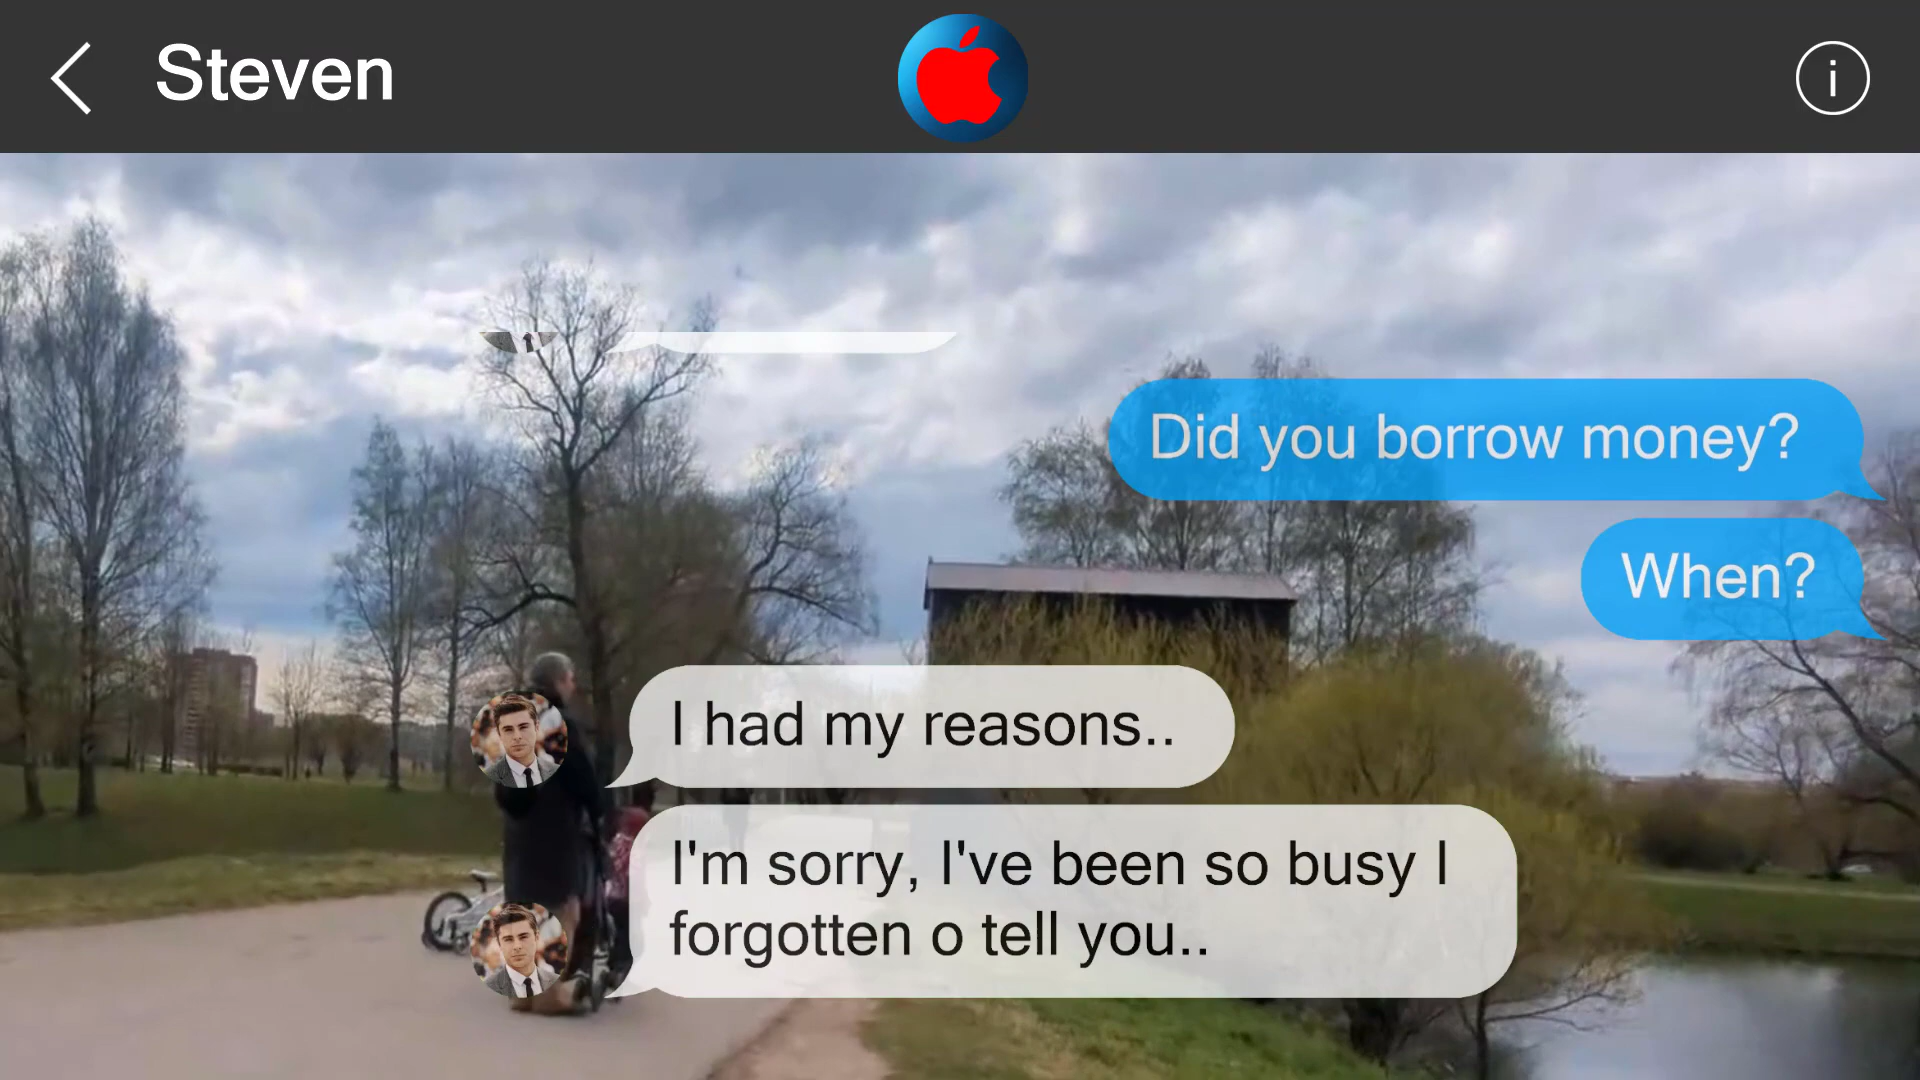 Steven
i
Did you borrow money?
When?
I had my reasons..
I'm sorry, I've been so busy I
forgotten o tell you..